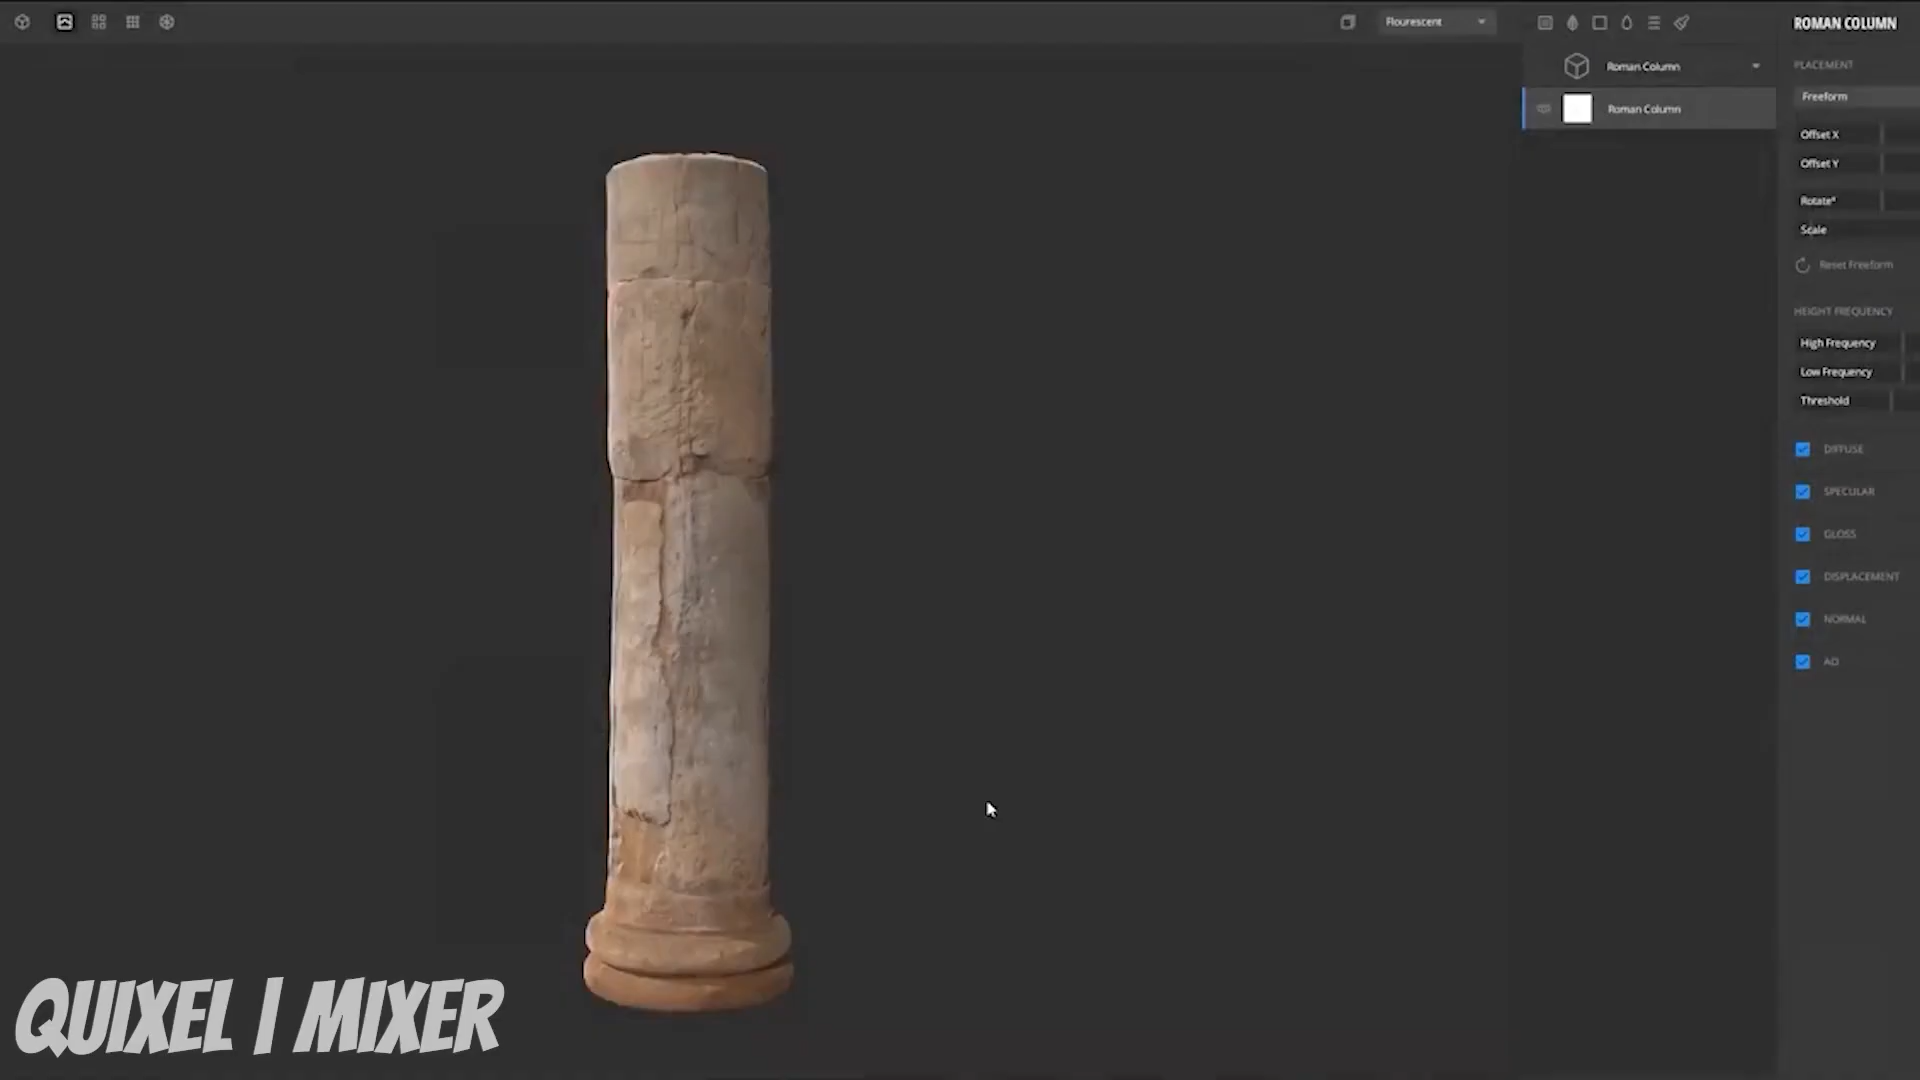 Flourescent
ROMAN COLUMN
Roman Column
PLACEMENT
Freeform
Roman Column
Offset X
Offset Y
Rotate°
Scale
Reset Freeform
HEIGHT FREQUENCY
High Frequency
Low Frequency
Threshold
DIFFUSE
SPECULAR
GLOSS
DISPLACEMENT
NORMAL
AO
QUIXEL | MIXER